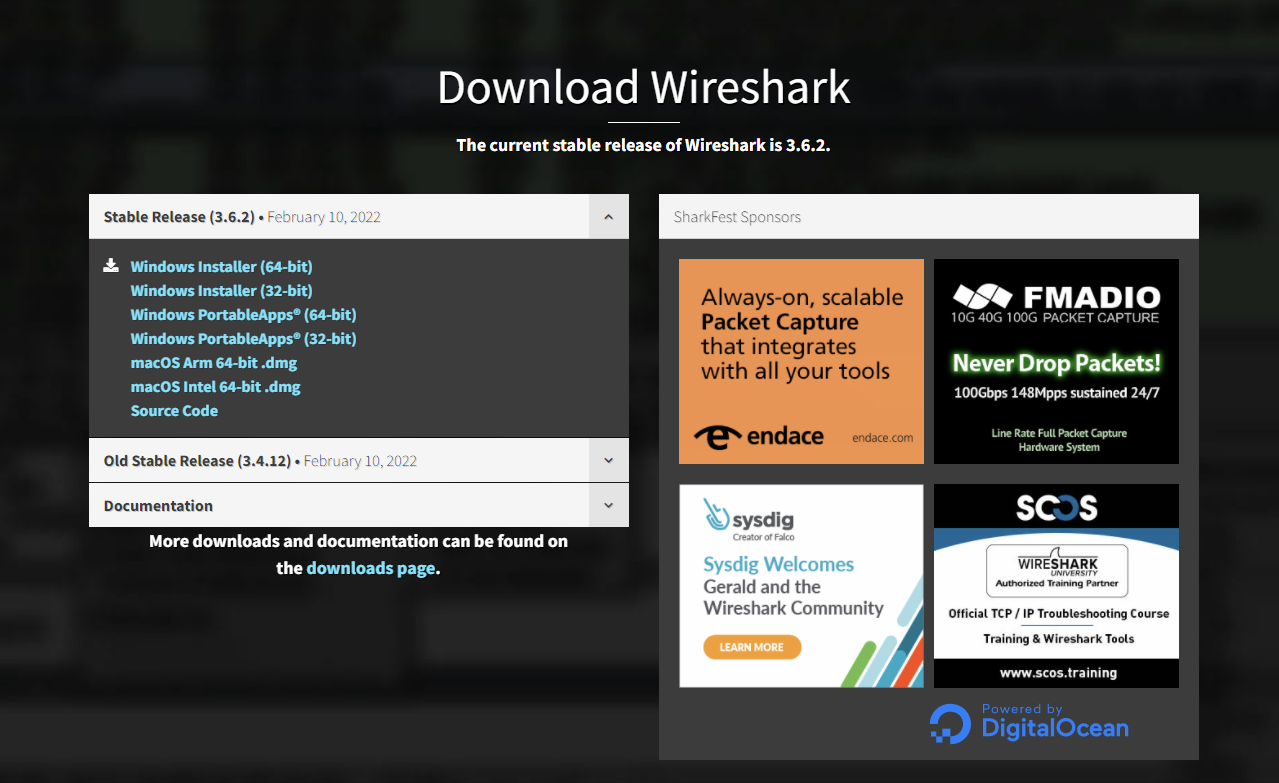 Download Wireshark
The current stable release of Wireshark is 3.6.2.
Stable Release (3.6.2) • February 10, 2022
Windows Installer (64-bit)
Windows Installer (32-bit)
Windows PortableApps® (64-bit)
Windows PortableApps® (32-bit)
macOS Arm 64-bit .dmg
macOS Intel 64-bit .dmg
Source Code
Old Stable Release (3.4.12) • February 10, 2022
Documentation
More downloads and documentation can be found on
the downloads page.
SharkFest Sponsors
Always-on, scalable
Packet Capture
that integrates
with all your tools
endace
endace.com
FMADIO
10G 40G 100G PACKET CAPTURE
Never Drop Packets!
100Gbps 148Mpps sustained 24/7
Line Rate Full Packet Capture
Hardware System
sysdig
Creator of Falco
Sysdig Welcomes
Gerald and the
Wireshark Community
LEARN MORE
SCOS
WIRESHARK
UNIVERSITY
Authorized Training Partner
Official TCP / IP Troubleshooting Course
Training & Wireshark Tools
www.scos.training
Powered by
DigitalOcean